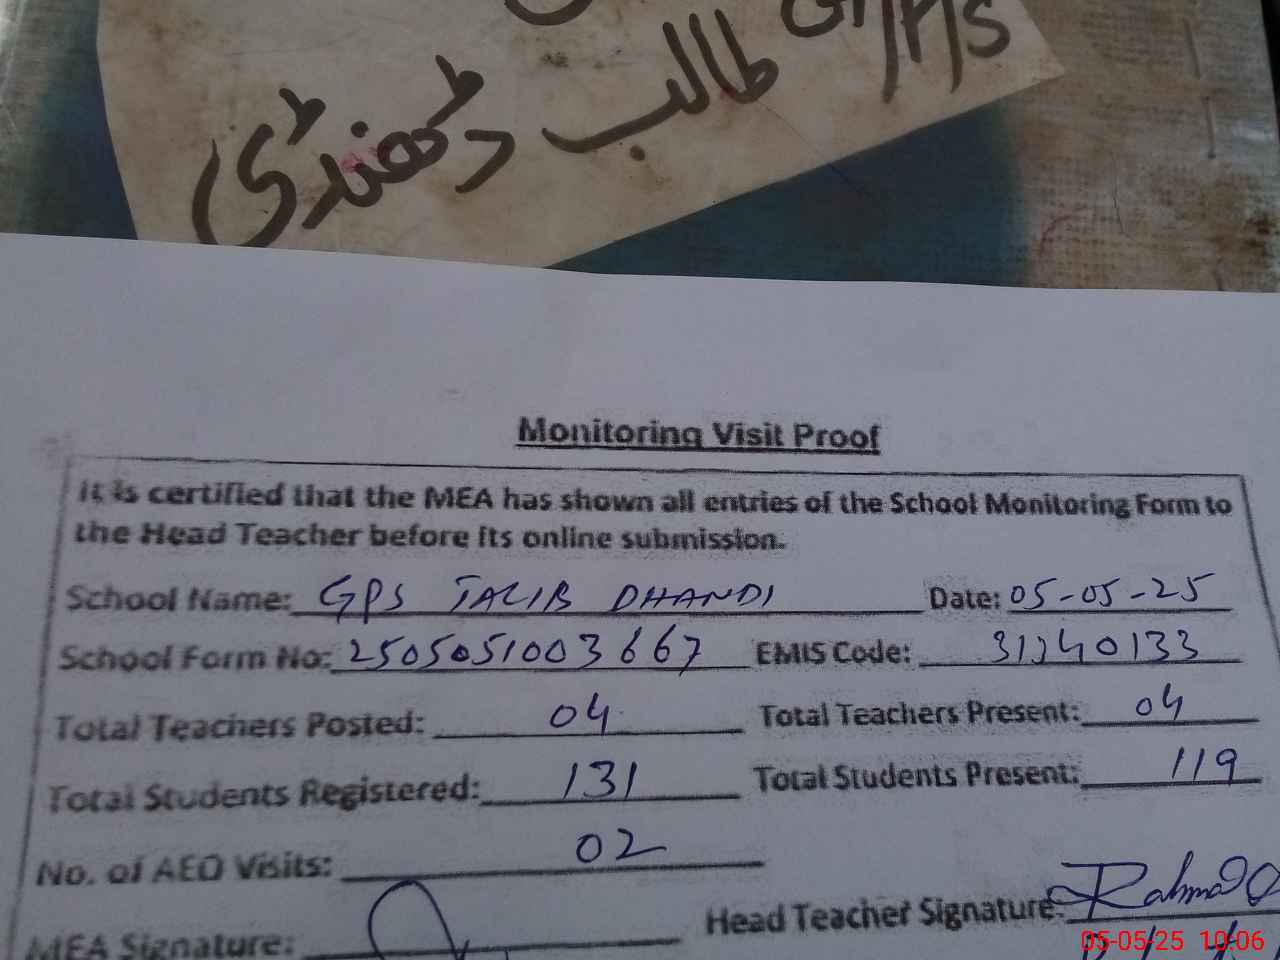 G/P/S
طالب ڈھنڈی
Monitoring Visit Proof
It is certified that the MEA has shown all entries of the School Monitoring Form to
the Head Teacher before its online submission.
School Name: GPS TALIB DHANDI Date: 05-05-25
School Form No: 2505051003667 EMIS Code: 31240133
Total Teachers Posted: 04 Total Teachers Present: 04
Total Students Registered: 131 Total Students Present: 119
No. of AEO Visits: 02
MEA Signature: Head Teacher Signature:
05-05-25 10:06